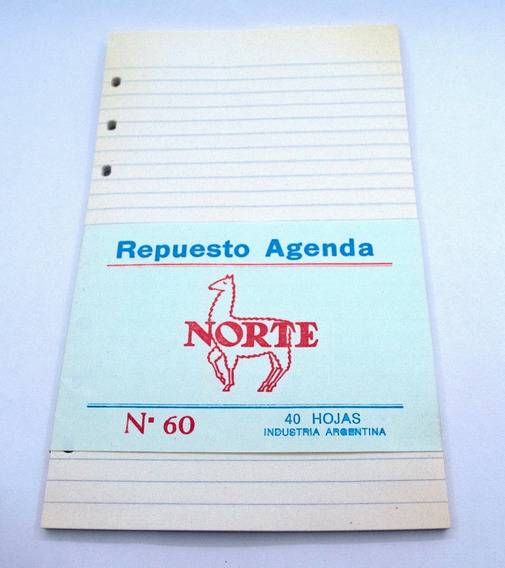 Repuesto Agenda
NORTE
N° 60
40 HOJAS
INDUSTRIA ARGENTINA